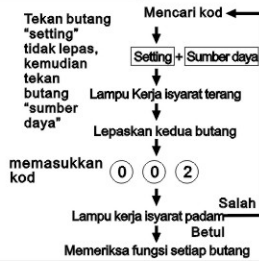 Tekan butang
"setting"
tidak lepas,
kemudian
tekan
butang
"sumber
daya"
Mencari kod
Setting + Sumber daya
Lampu Kerja isyarat terang
Lepaskan kedua butang
memasukkan
kod
0 0 2
Salah
Lampu kerja isyarat padam
Betul
Memeriksa fungsi setiap butang